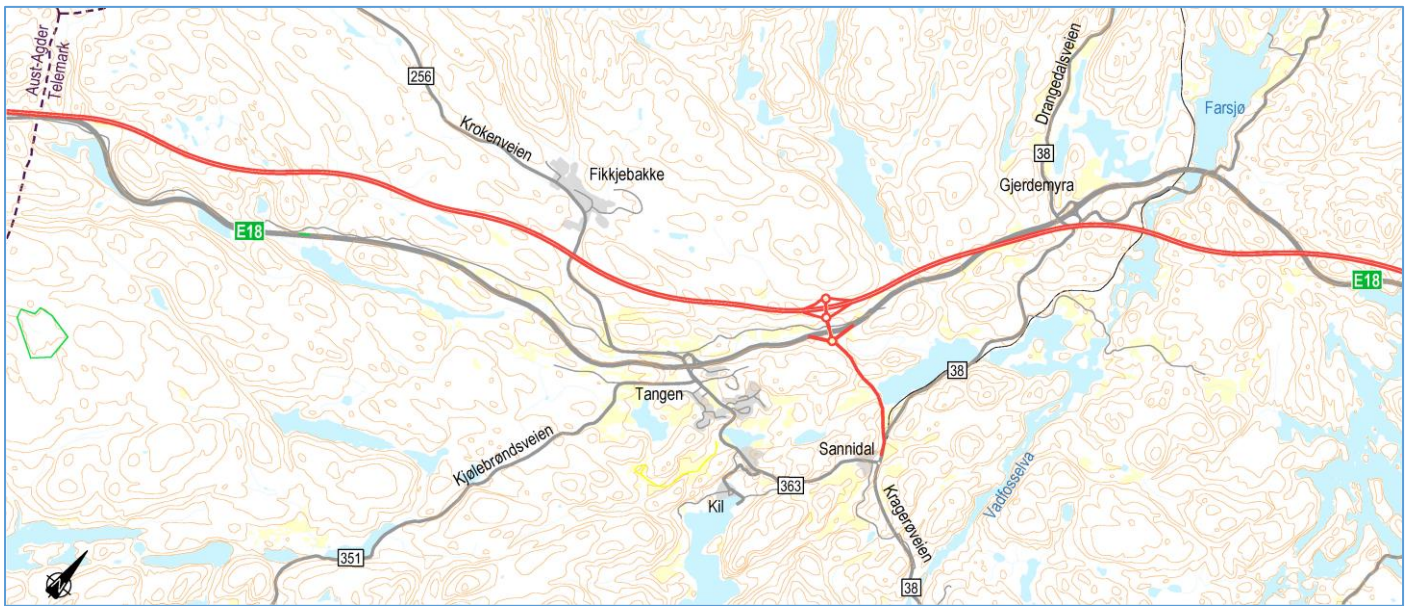 Aust-Agder
Telemark
256
Krokenveien
Fikkjebakke
Drangedalsveien
38
Gjerdemyra
Farsjø
E18
E18
Tangen
Kjølebrøndsveien
351
Kil
363
Sannidal
38
Kragerøveien
Vadfosselva
38
N